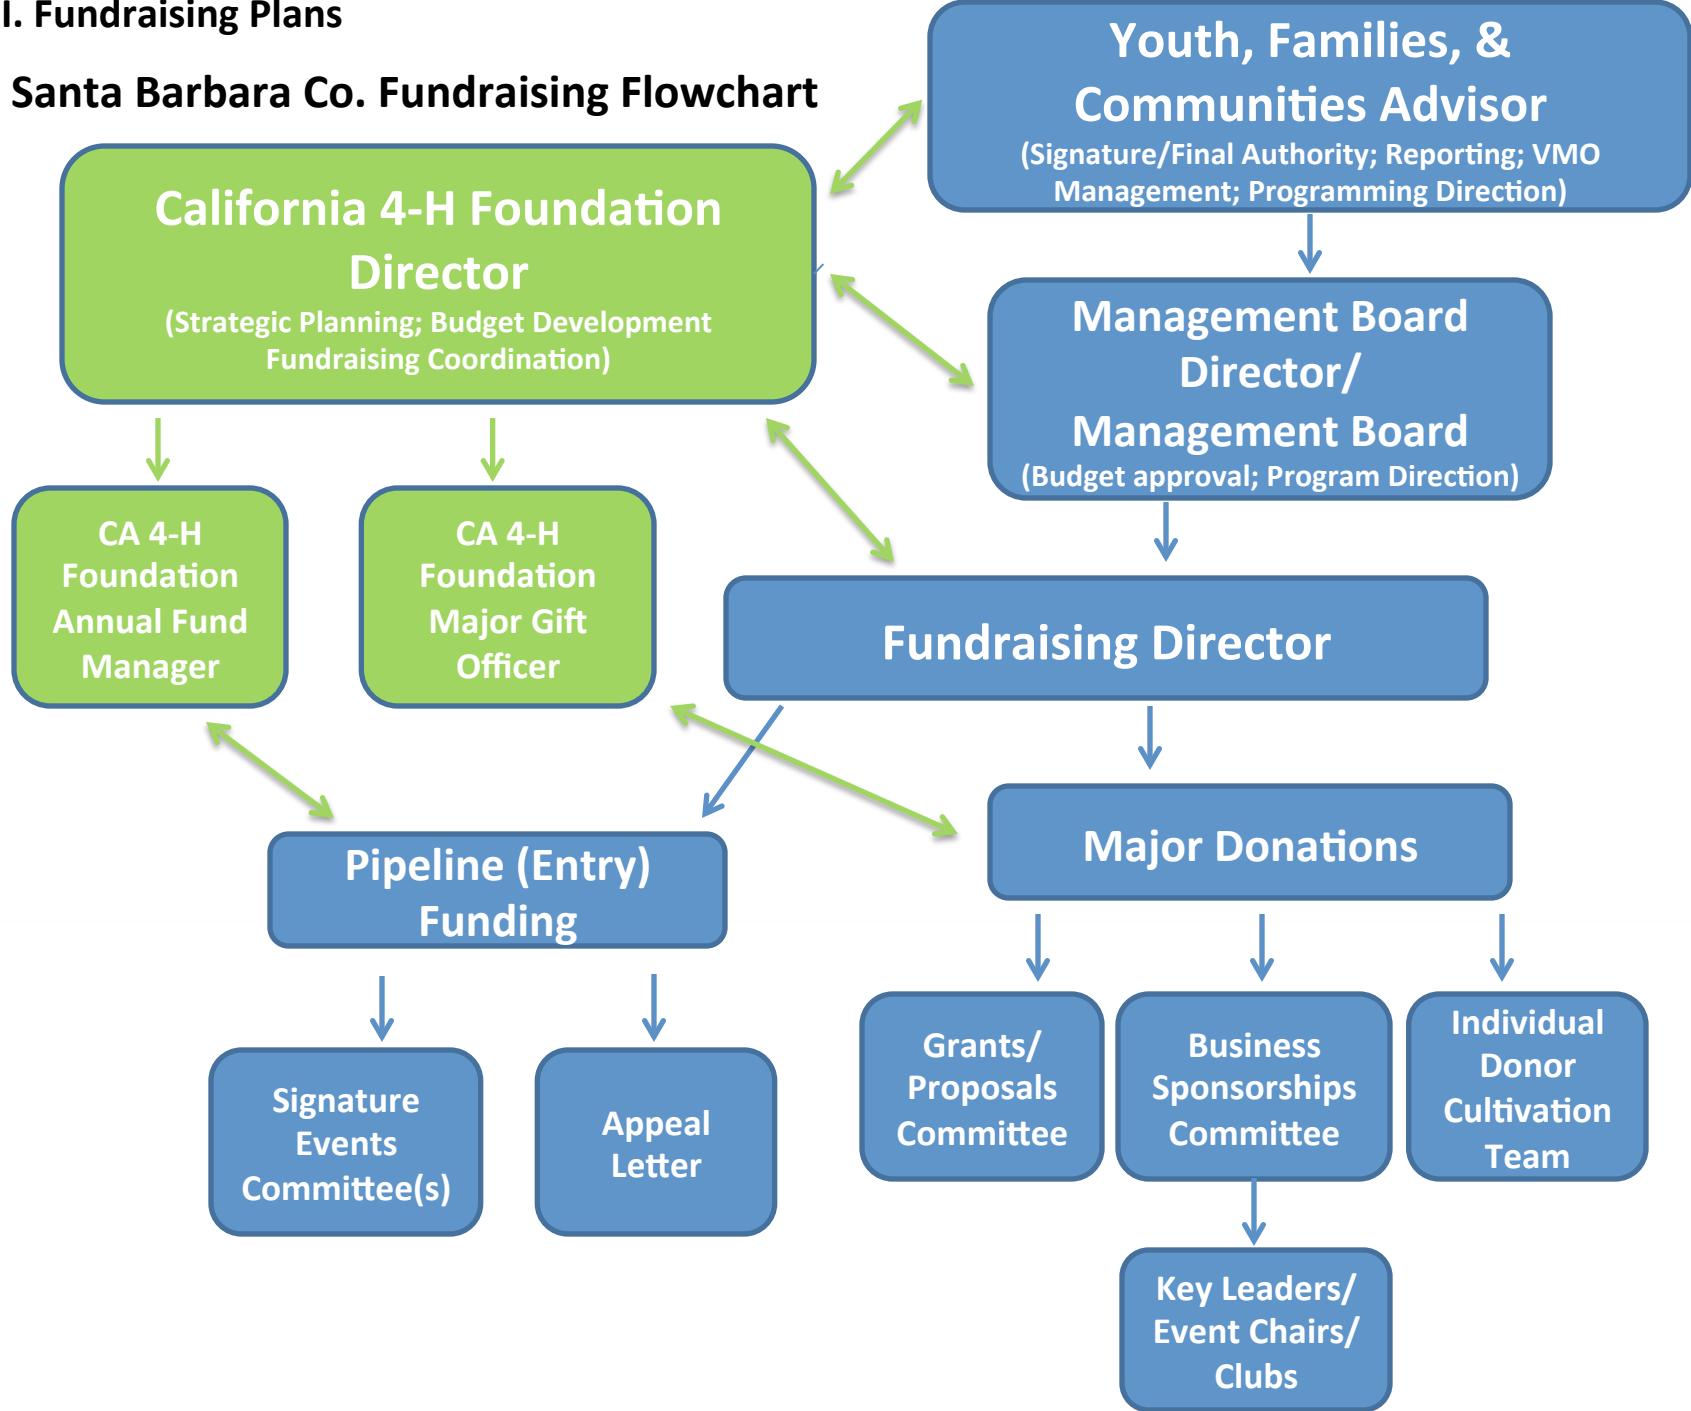 I. Fundraising Plans
Santa Barbara Co. Fundraising Flowchart
Youth, Families, &
Communities Advisor
(Signature/Final Authority; Reporting; VMO
Management; Programming Direction)
California 4-H Foundation
Director
(Strategic Planning; Budget Development
Fundraising Coordination)
Management Board
Director/
Management Board
(Budget approval; Program Direction)
CA 4-H
Foundation
Annual Fund
Manager
CA 4-H
Foundation
Major Gift
Officer
Fundraising Director
Pipeline (Entry)
Funding
Major Donations
Signature
Events
Committee(s)
Appeal
Letter
Grants/
Proposals
Committee
Business
Sponsorships
Committee
Individual
Donor
Cultivation
Team
Key Leaders/
Event Chairs/
Clubs